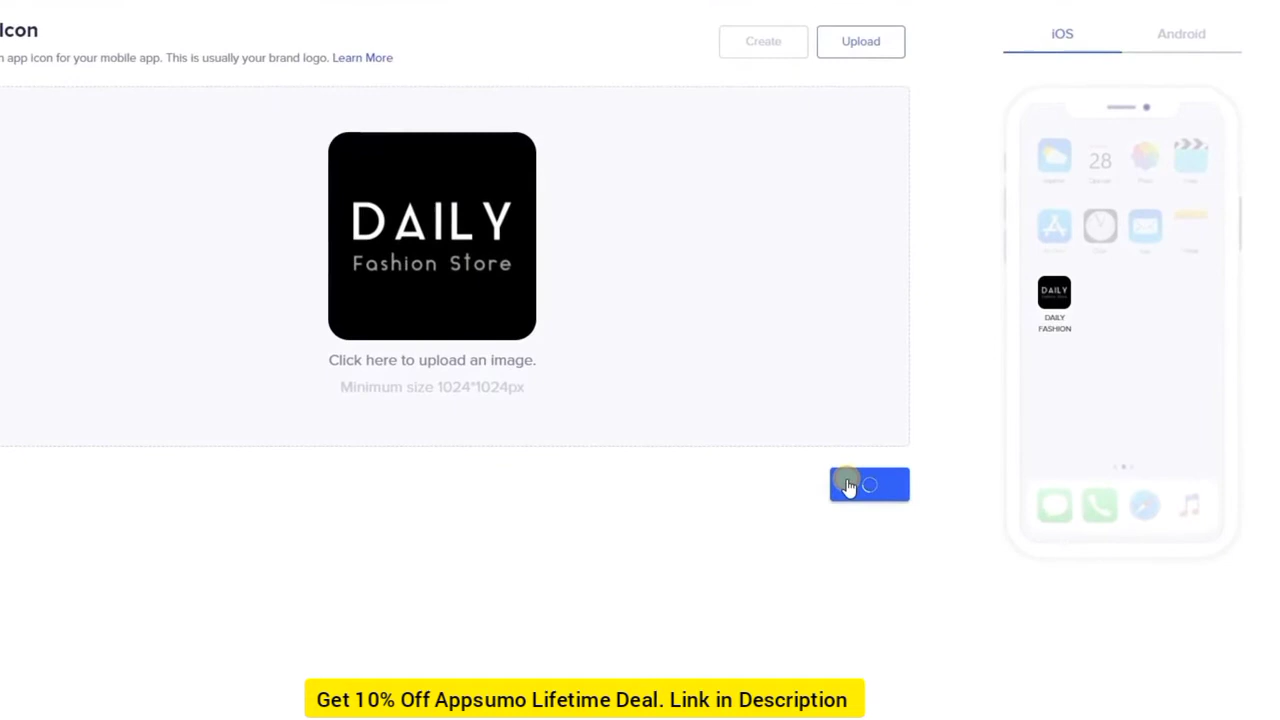 Icon
n app icon for your mobile app. This is usually your brand logo. Learn More
Create
Upload
iOS
Android
DAILY
Fashion Store
Click here to upload an image.
Minimum size 1024*1024px
28
DAILY
DAILY
FASHION
Get 10% Off Appsumo Lifetime Deal. Link in Description